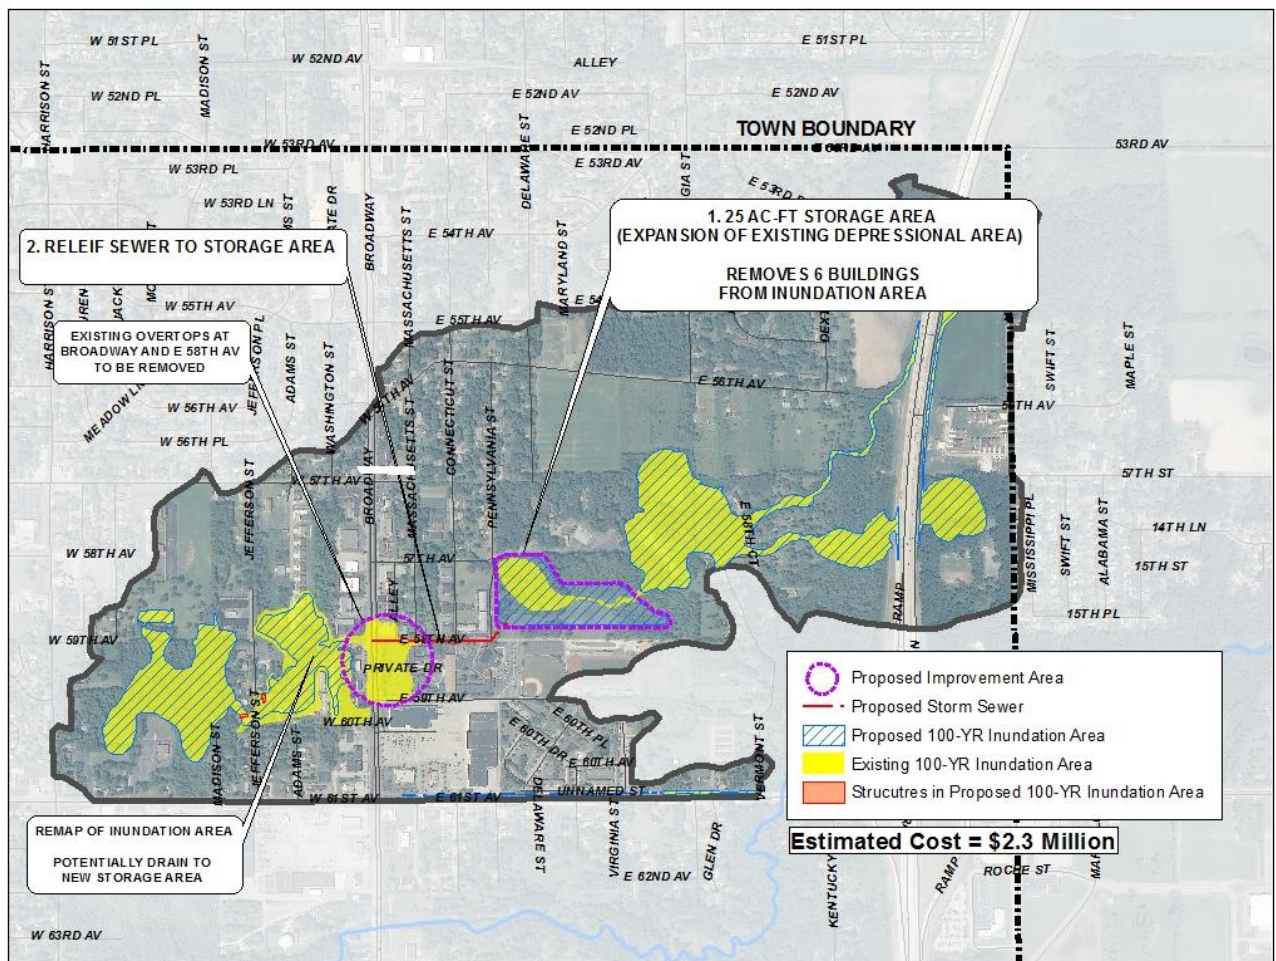 W 51ST PL
MADISON ST
E 51ST PL
W 52ND AV
ALLEY
HARRISON ST
W 52ND PL
E 52ND AV
E 52ND AV
DELAWARE ST
E 52ND PL
TOWN BOUNDARY
W 53RD AV
53RD AV
E 53RD AV
W 53RD PL
W 53RD LN
BROADWAY
MASSACHUSETTS ST
E 54TH AV
MARYLAND ST
1. 25 AC-FT STORAGE AREA
(EXPANSION OF EXISTING DEPRESSIONAL AREA)
REMOVES 6 BUILDINGS
FROM INUNDATION AREA
2. RELEIF SEWER TO STORAGE AREA
W 55TH AV
E 55TH AV
EXISTING OVERTOPS AT
BROADWAY AND E 58TH AV
TO BE REMOVED
ADAMS ST
WASHINGTON ST
SWIFT ST
MAPLE ST
E 56TH AV
W 56TH AV
W 56TH PL
CONNECTICUT ST
MASSACHUSETTS ST
PENNSYLVANIA ST
BROADWAY
W 57TH AV
57TH ST
JEFFERSON ST
E 58TH CT
MISSISSIPPI PL
SWIFT ST
ALABAMA ST
14TH LN
15TH ST
15TH PL
W 58TH AV
57TH AV
ALLEY
RAMP
W 59TH AV
PRIVATE DR
E 59TH AV
W 60TH AV
JEFFERSON ST
MADISON ST
ADAMS ST
E 60TH PL
E 60TH DR
E 60TH AV
VERMONT ST
W 61ST AV
E 61ST AV
UNNAMED ST
DELAWARE ST
VIRGINIA ST
GLEN DR
E 62ND AV
KENTUCKY
RAMP
ROCHE ST
W 63RD AV
REMAP OF INUNDATION AREA
POTENTIALLY DRAIN TO
NEW STORAGE AREA
Proposed Improvement Area
Proposed Storm Sewer
Proposed 100-YR Inundation Area
Existing 100-YR Inundation Area
Strucutres in Proposed 100-YR Inundation Area
Estimated Cost = $2.3 Million